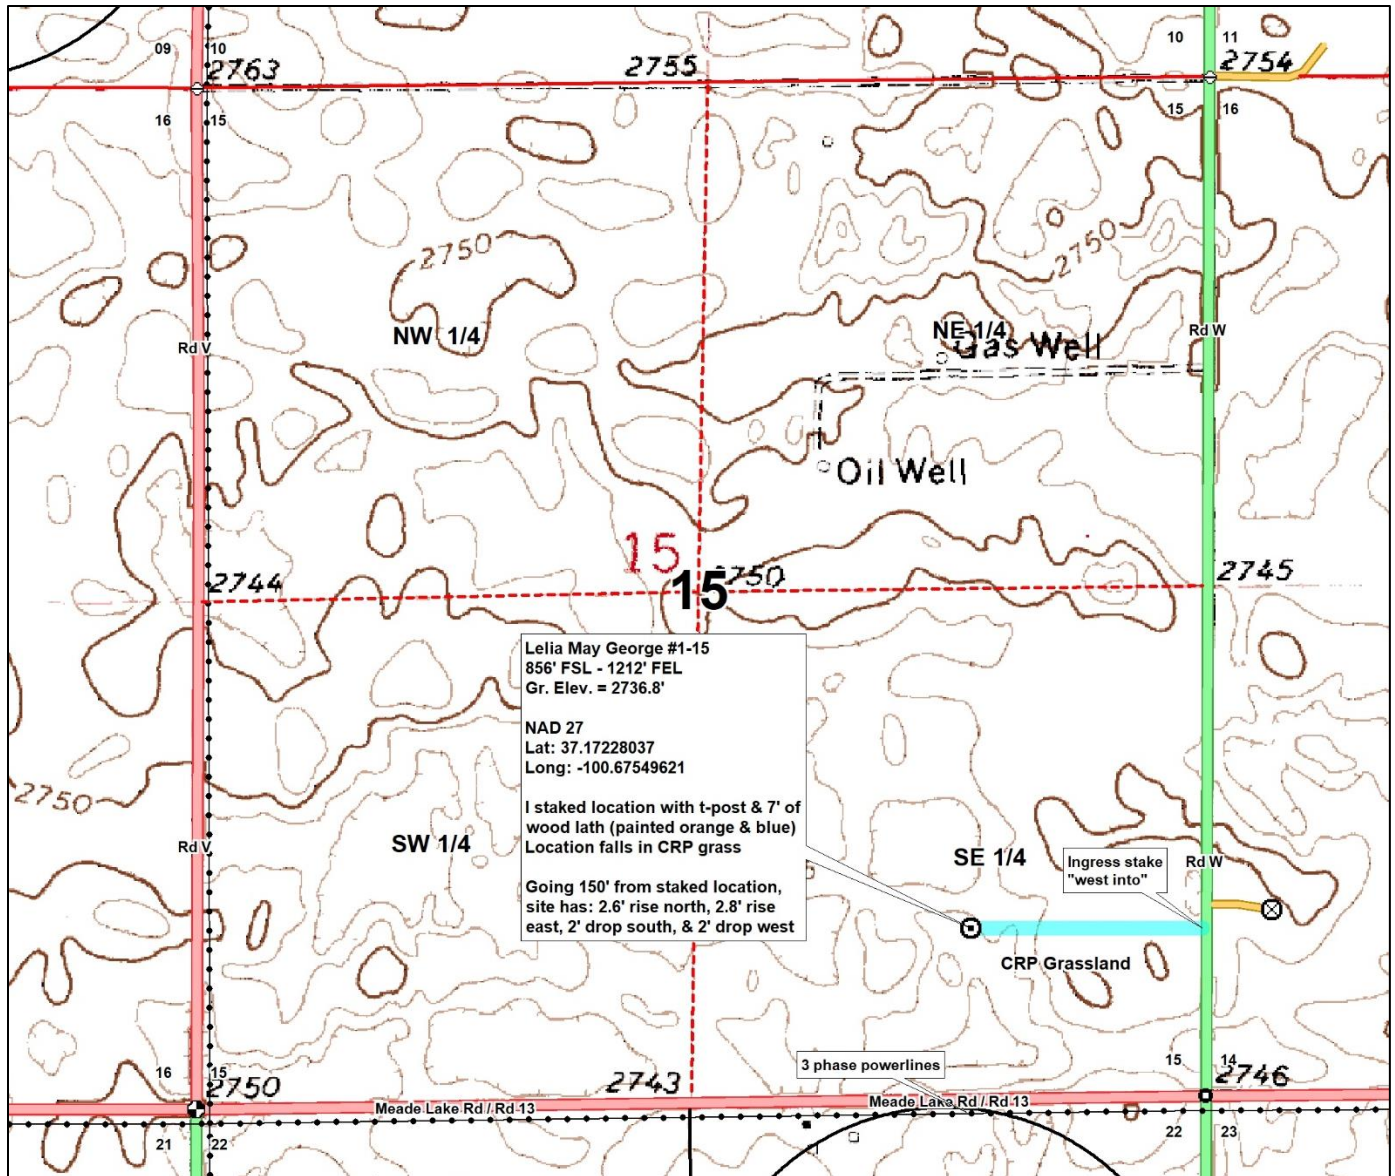 09 10
10 11
2763
2755
2754
16 15
15 16
2750
2750
NW 1/4
NE 1/4
Rd V
Rd W
Gas Well
Oil Well
15
15
2750
2744
2745
Lelia May George #1-15
856' FSL - 1212' FEL
Gr. Elev. = 2736.8'
NAD 27
Lat: 37.17228037
Long: -100.67549621
I staked location with t-post & 7' of
wood lath (painted orange & blue)
Location falls in CRP grass
Going 150' from staked location,
site has: 2.6' rise north, 2.8' rise
east, 2' drop south, & 2' drop west
2750
Rd V
SW 1/4
SE 1/4
Ingress stake
"west into"
Rd W
CRP Grassland
3 phase powerlines
16 15
15 14
2750
2743
2746
Meade Lake Rd / Rd 13
Meade Lake Rd / Rd 13
21 22
22 23